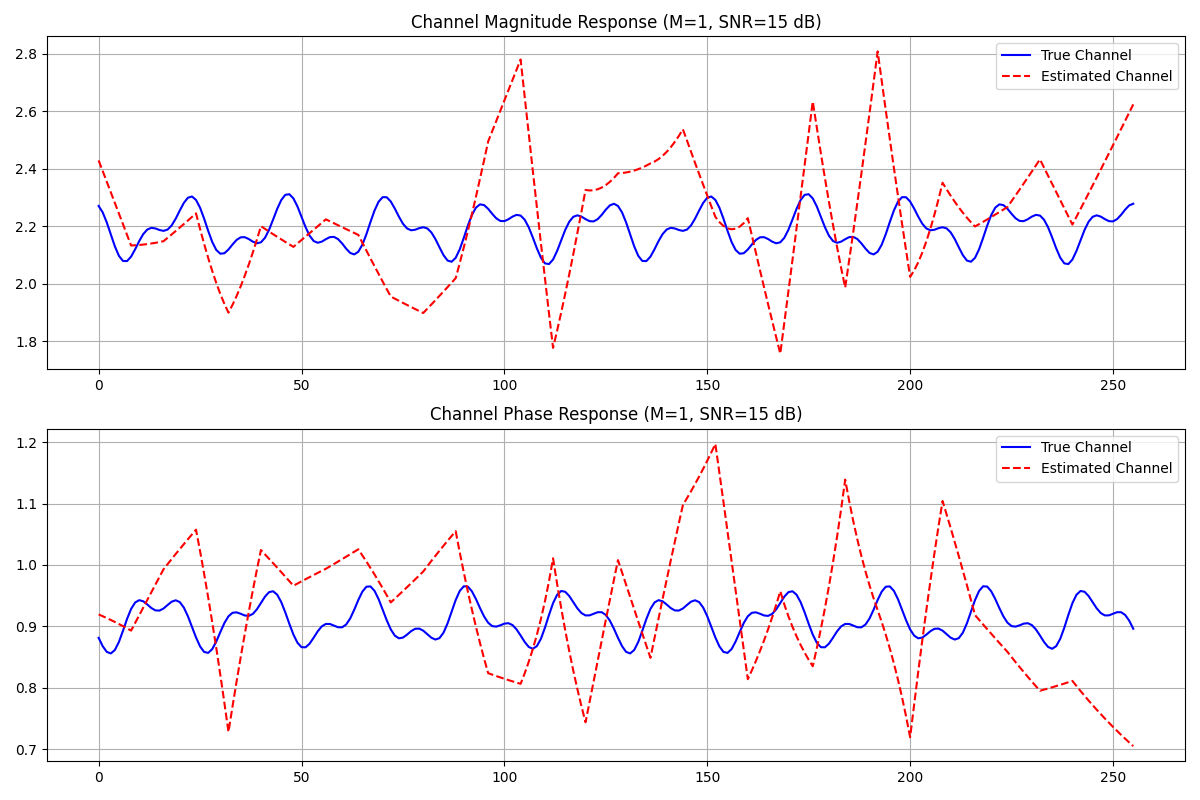 Channel Magnitude Response (M=1, SNR=15 dB)
True Channel
Estimated Channel
2.8
2.6
2.4
2.2
2.0
1.8
0 50 100 150 200 250
Channel Phase Response (M=1, SNR=15 dB)
True Channel
Estimated Channel
1.2
1.1
1.0
0.9
0.8
0.7
0 50 100 150 200 250